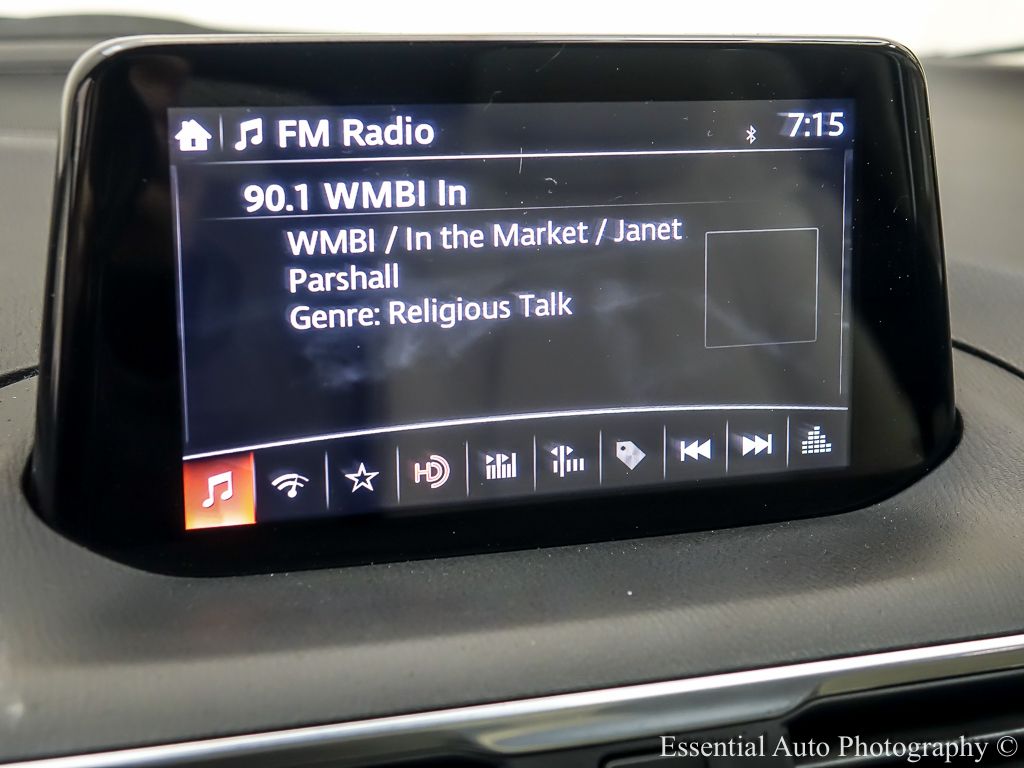 FM Radio
7:15
90.1 WMBI In
WMBI / In the Market / Janet
Parshall
Genre: Religious Talk
HD
Essential Auto Photography ©